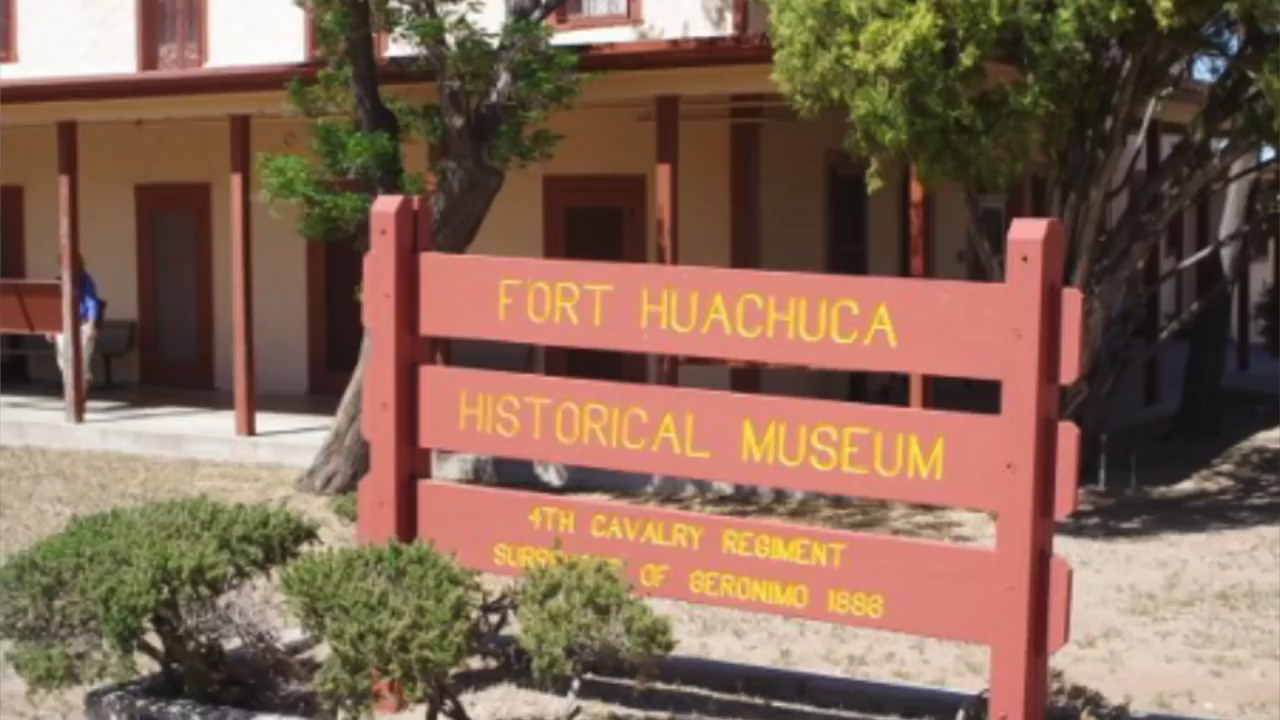 FORT HUACHUCA
HISTORICAL MUSEUM
4TH CAVALRY REGIMENT
OF GERONIMO 1886